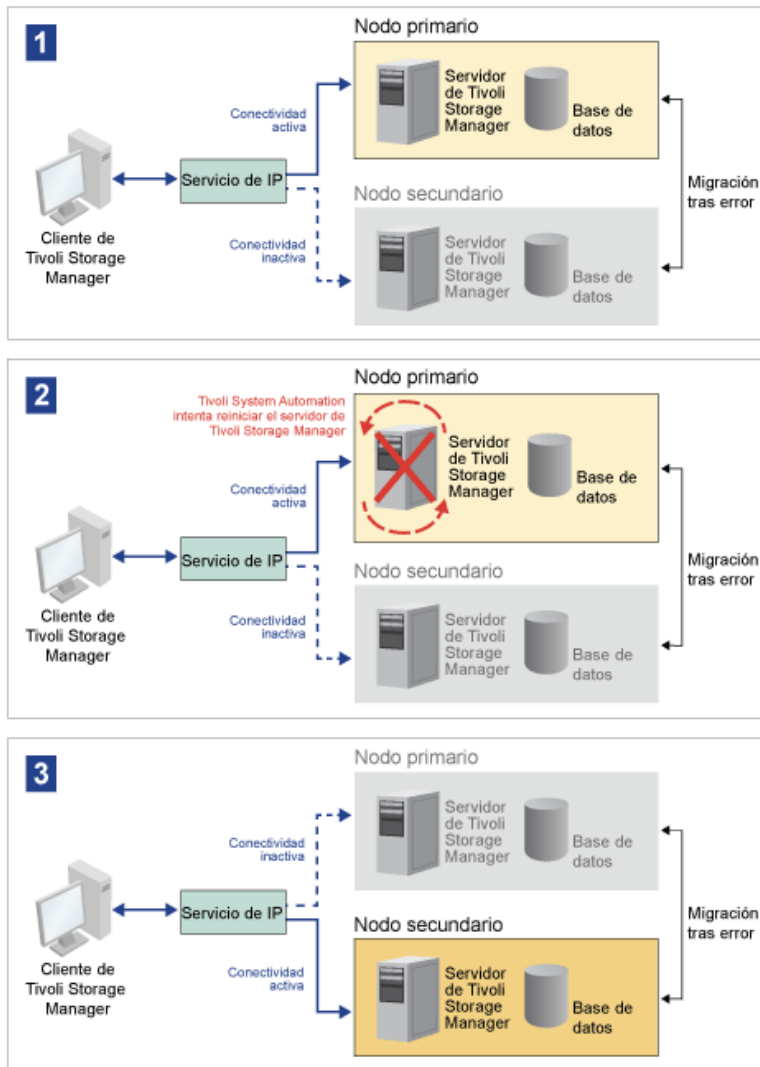 1
Nodo primario
Servidor
de Tivoli
Storage
Manager
Base de
datos
Conectividad
activa
Servicio de IP
Cliente de
Tivoli Storage
Manager
Conectividad
inactiva
Nodo secundario
Servidor
de Tivoli
Storage
Manager
Base de
datos
Migración
tras error
2
Nodo primario
Tivoli System Automation
intenta reiniciar el servidor de
Tivoli Storage Manager
Servidor
de Tivoli
Storage
Manager
Base de
datos
Conectividad
activa
Servicio de IP
Cliente de
Tivoli Storage
Manager
Conectividad
inactiva
Nodo secundario
Servidor
de Tivoli
Storage
Manager
Base de
datos
Migración
tras error
3
Nodo primario
Servidor
de Tivoli
Storage
Manager
Base de
datos
Conectividad
inactiva
Servicio de IP
Cliente de
Tivoli Storage
Manager
Conectividad
activa
Nodo secundario
Servidor
de Tivoli
Storage
Manager
Base de
datos
Migración
tras error